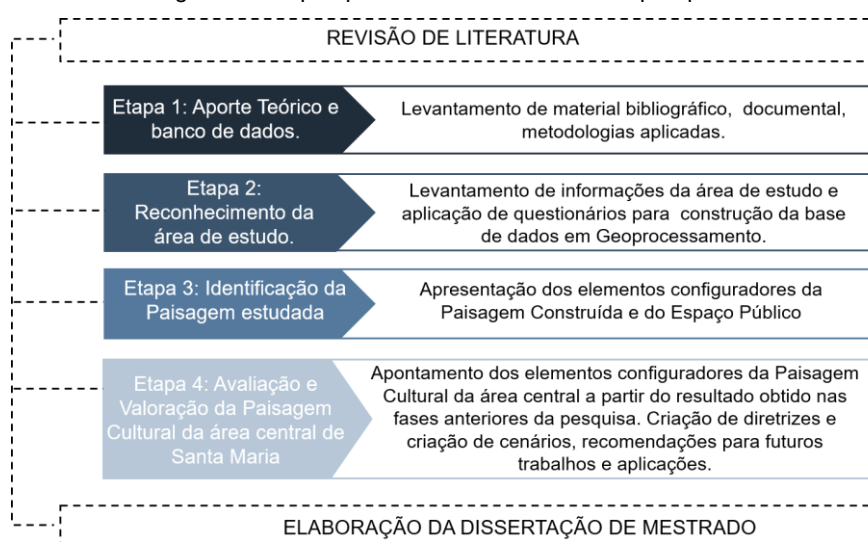 REVISÃO DE LITERATURA
Etapa 1: Aporte Teórico e
banco de dados.
Levantamento de material bibliográfico, documental,
metodologias aplicadas.
Etapa 2:
Reconhecimento da
área de estudo.
Levantamento de informações da área de estudo e
aplicação de questionários para construção da base
de dados em Geoprocessamento.
Etapa 3: Identificação da
Paisagem estudada
Apresentação dos elementos configuradores da
Paisagem Construída e do Espaço Público
Etapa 4: Avaliação e
Valoração da Paisagem
Cultural da área central de
Santa Maria
Apontamento dos elementos configuradores da Paisagem
Cultural da área central a partir do resultado obtido nas
fases anteriores da pesquisa. Criação de diretrizes e
criação de cenários, recomendações para futuros
trabalhos e aplicações.
ELABORAÇÃO DA DISSERTAÇÃO DE MESTRADO